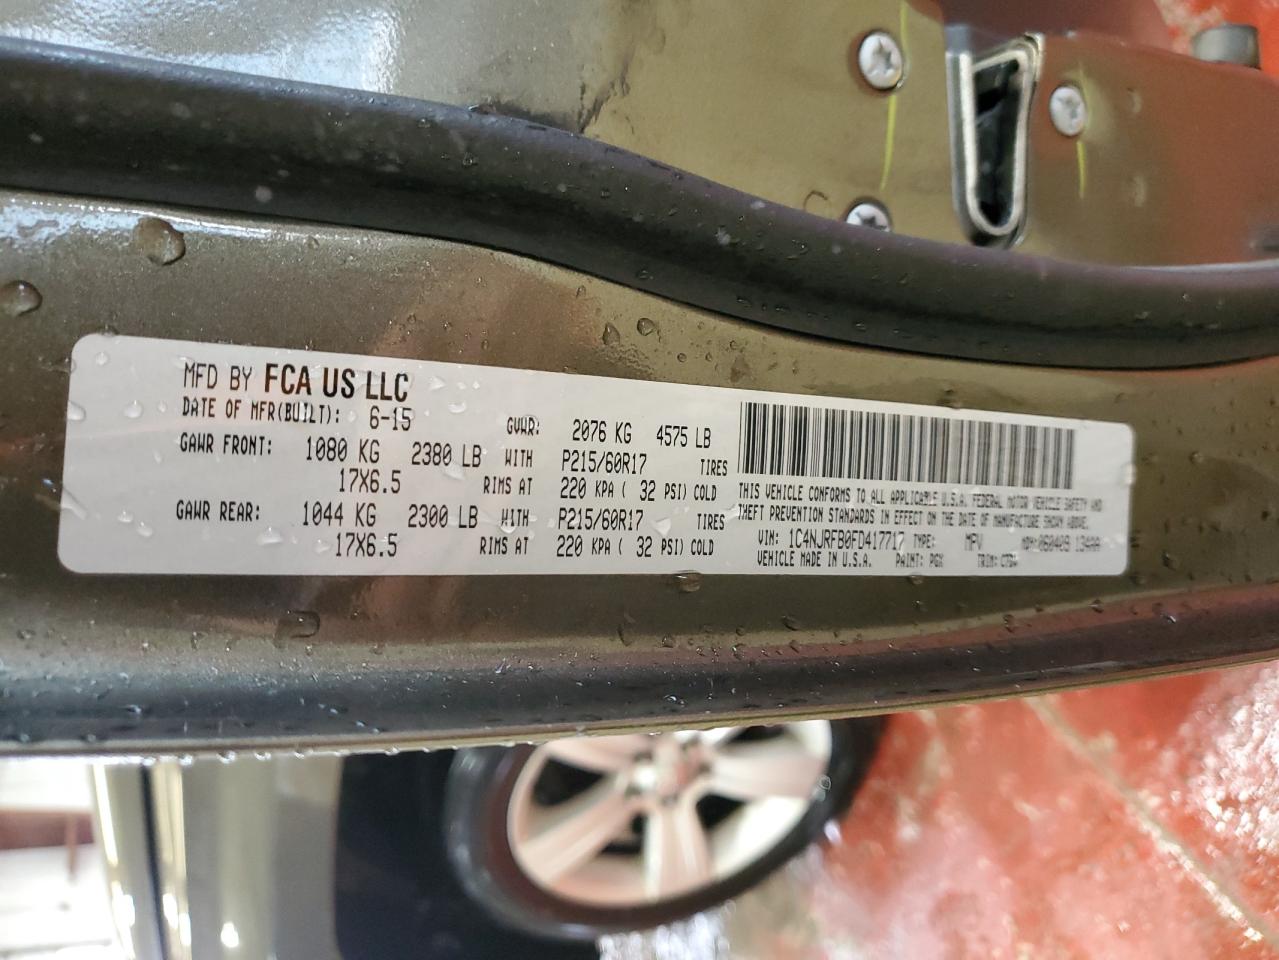 MFD BY FCA US LLC
DATE OF MFR(BUILT): 6-15 GVWR: 2076 KG 4575 LB
GAWR FRONT: 1080 KG 2380 LB WITH P215/60R17 TIRES
17X6.5 RIMS AT 220 KPA ( 32 PSI) COLD
GAWR REAR: 1044 KG 2300 LB WITH P215/60R17 TIRES
17X6.5 RIMS AT 220 KPA ( 32 PSI) COLD
THIS VEHICLE CONFORMS TO ALL APPLICABLE U.S.A. FEDERAL MOTOR VEHICLE SAFETY AND
THEFT PREVENTION STANDARDS IN EFFECT ON THE DATE OF MANUFACTURE SHOWN ABOVE.
VIN: 1C4NJRFB0FD417717 TYPE: MPV MDH: 060409 134AA
VEHICLE MADE IN U.S.A. PAINT: PGX TRIM: